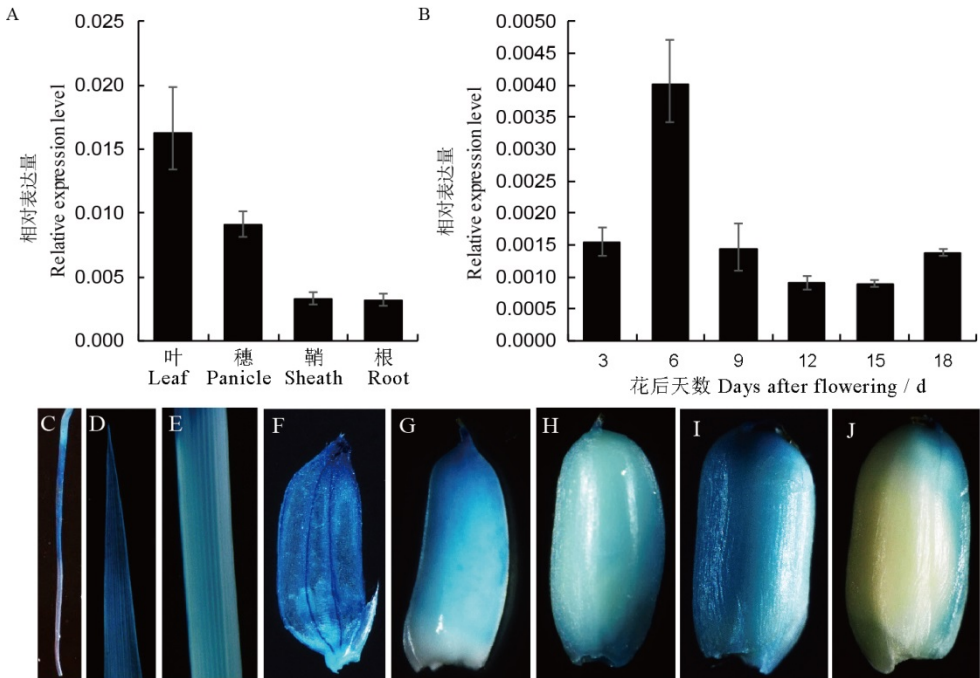 A
相对表达量
Relative expression level
0.025
0.020
0.015
0.010
0.005
0.000
叶 穗 鞘 根
Leaf Panicle Sheath Root
B
相对表达量
Relative expression level
0.0050
0.0045
0.0040
0.0035
0.0030
0.0025
0.0020
0.0015
0.0010
0.0005
0.0000
3 6 9 12 15 18
花后天数 Days after flowering / d
C D E F G H I J